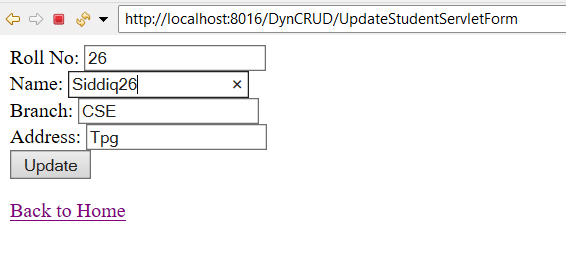 http://localhost:8016/DynCRUD/UpdateStudentServletForm
Roll No: 26
Name: Siddiq26
Branch: CSE
Address: Tpg
Update
Back to Home